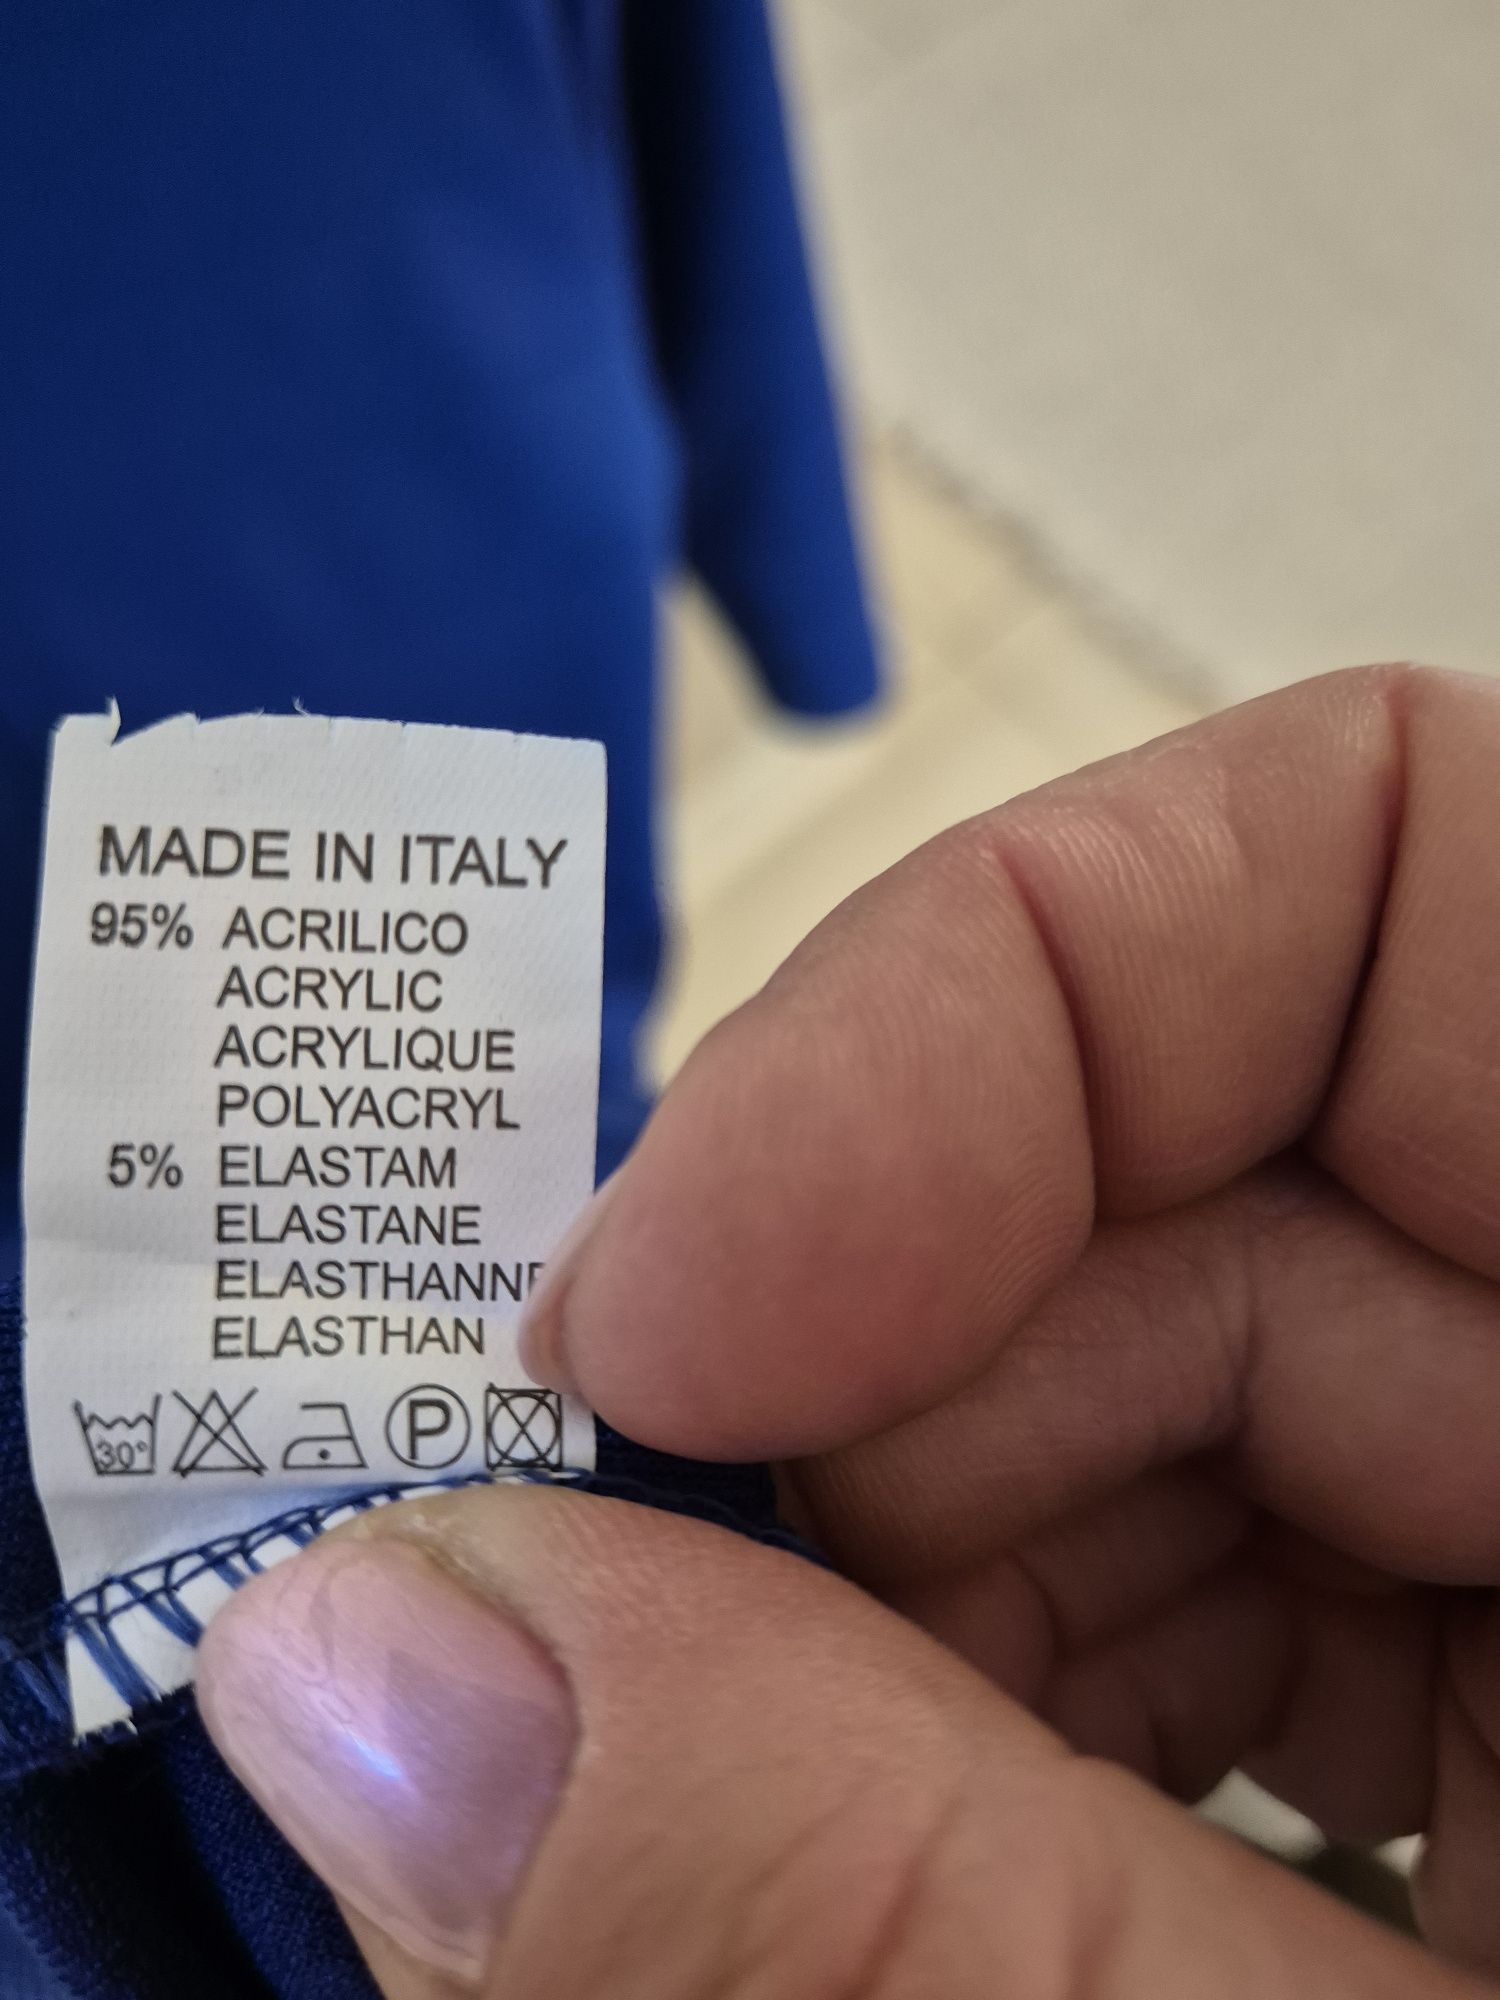 MADE IN ITALY
95% ACRILICO
ACRYLIC
ACRYLIQUE
POLYACRYL
5% ELASTAM
ELASTANE
ELASTHANNE
ELASTHAN
30° P